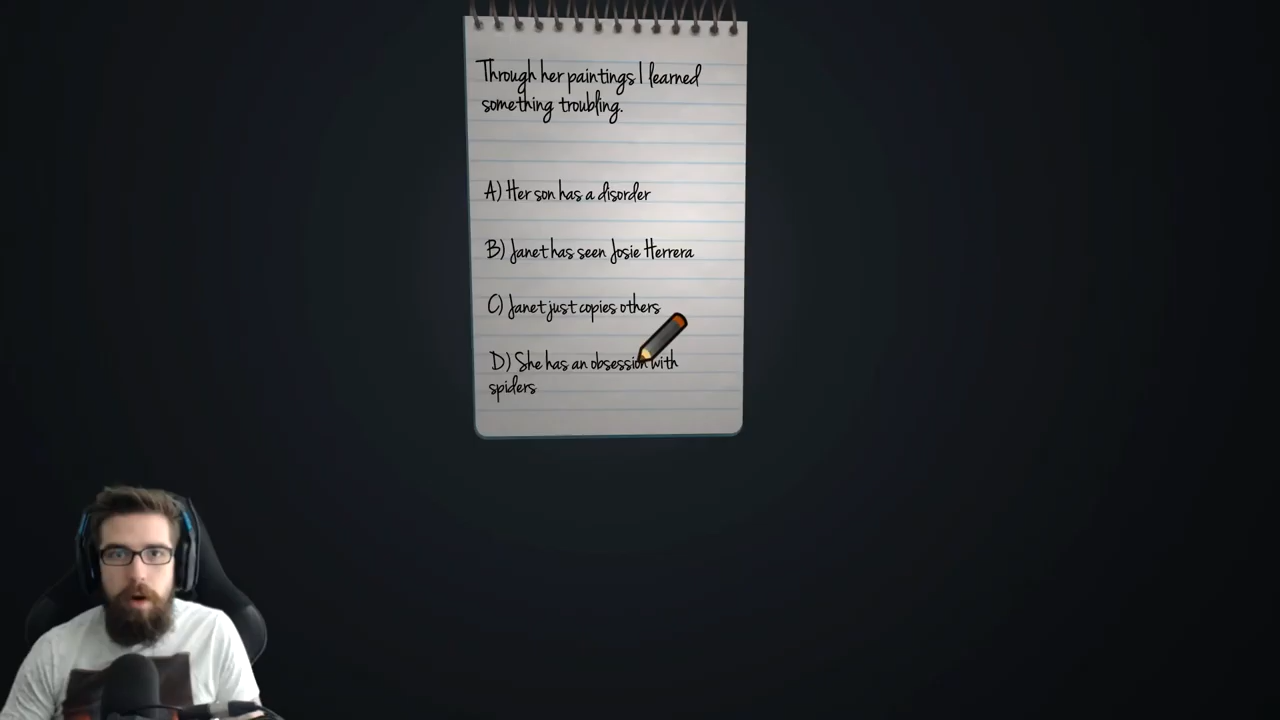 Through her paintings I learned
something troubling.
A) Her son has a disorder
B) Janet has seen Josie Herrera
C) Janet just copies others
D) She has an obsession with
spiders